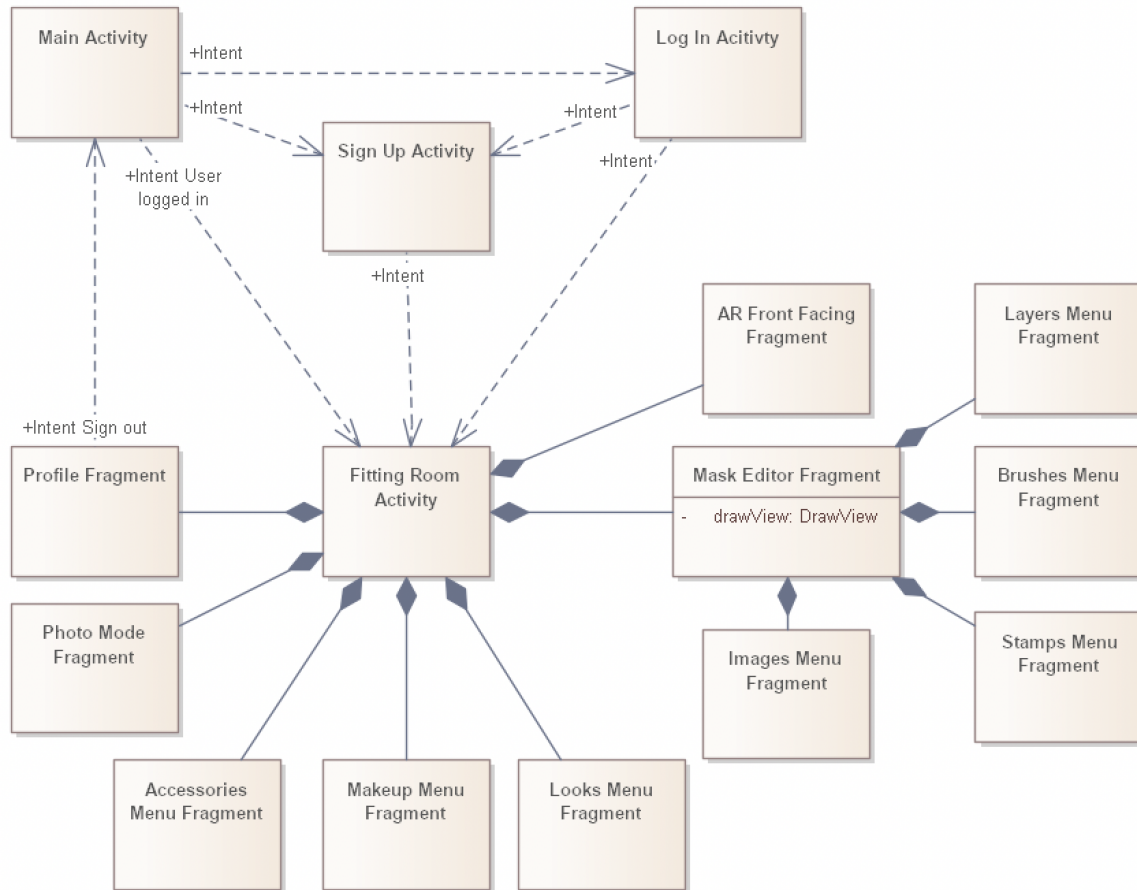 Main Activity
Log In Acitivty
+Intent
+Intent
+Intent
Sign Up Activity
+Intent
+Intent User
logged in
+Intent
AR Front Facing
Fragment
Layers Menu
Fragment
+Intent Sign out
Profile Fragment
Fitting Room
Activity
Mask Editor Fragment
- drawView: DrawView
Brushes Menu
Fragment
Photo Mode
Fragment
Images Menu
Fragment
Stamps Menu
Fragment
Accessories
Menu Fragment
Makeup Menu
Fragment
Looks Menu
Fragment